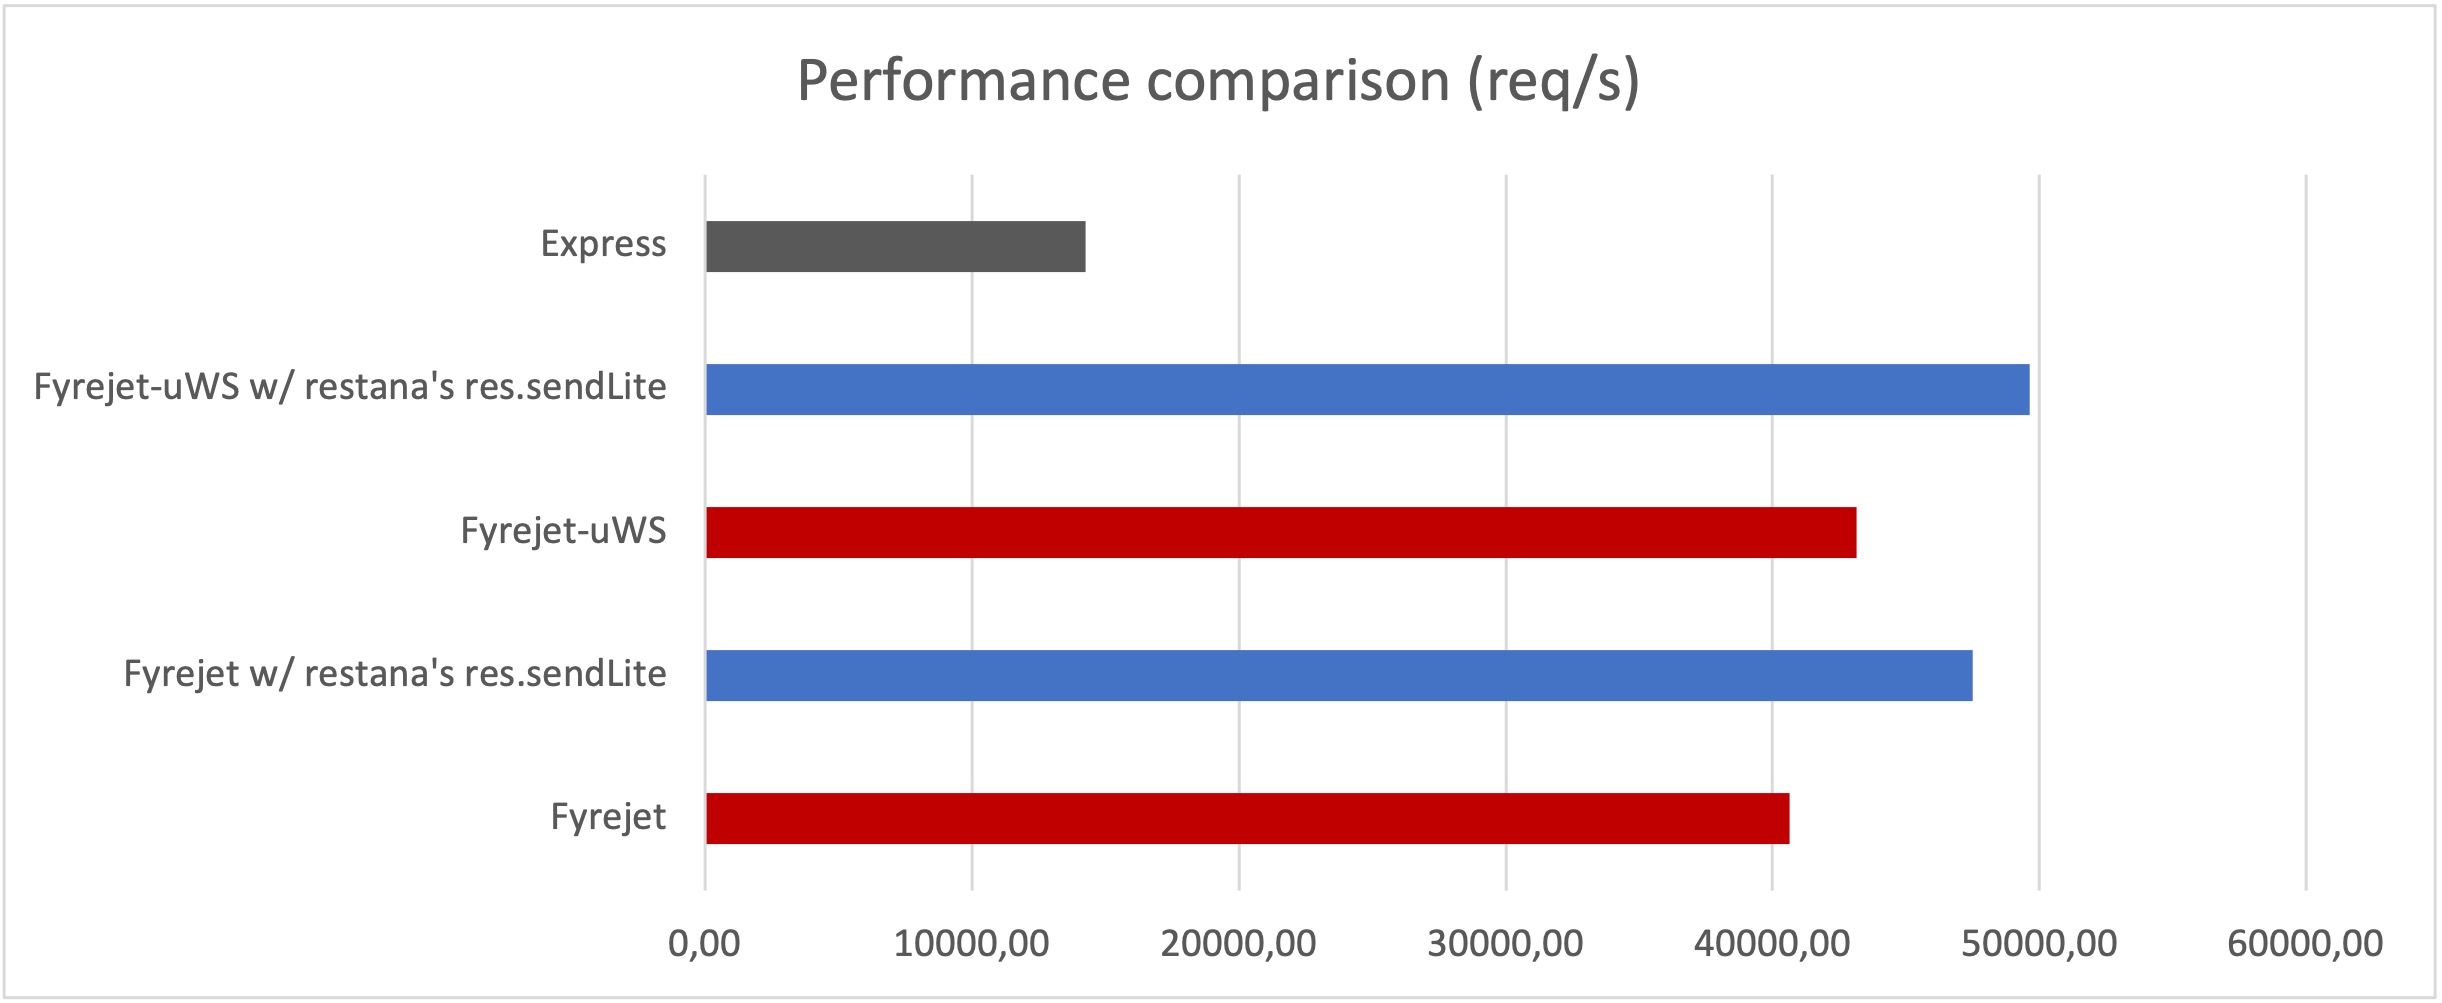 Performance comparison (req/s)
Express
Fyrejet-uWS w/ restana's res.sendLite
Fyrejet-uWS
Fyrejet w/ restana's res.sendLite
Fyrejet
0,00 10000,00 20000,00 30000,00 40000,00 50000,00 60000,00